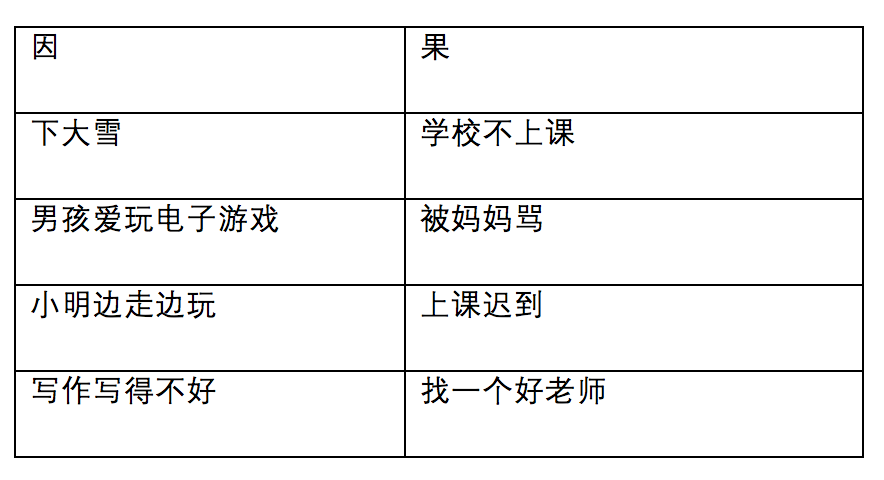 因
果
下大雪
学校不上课
男孩爱玩电子游戏
被妈妈骂
小明边走边玩
上课迟到
写作写得不好
找一个好老师